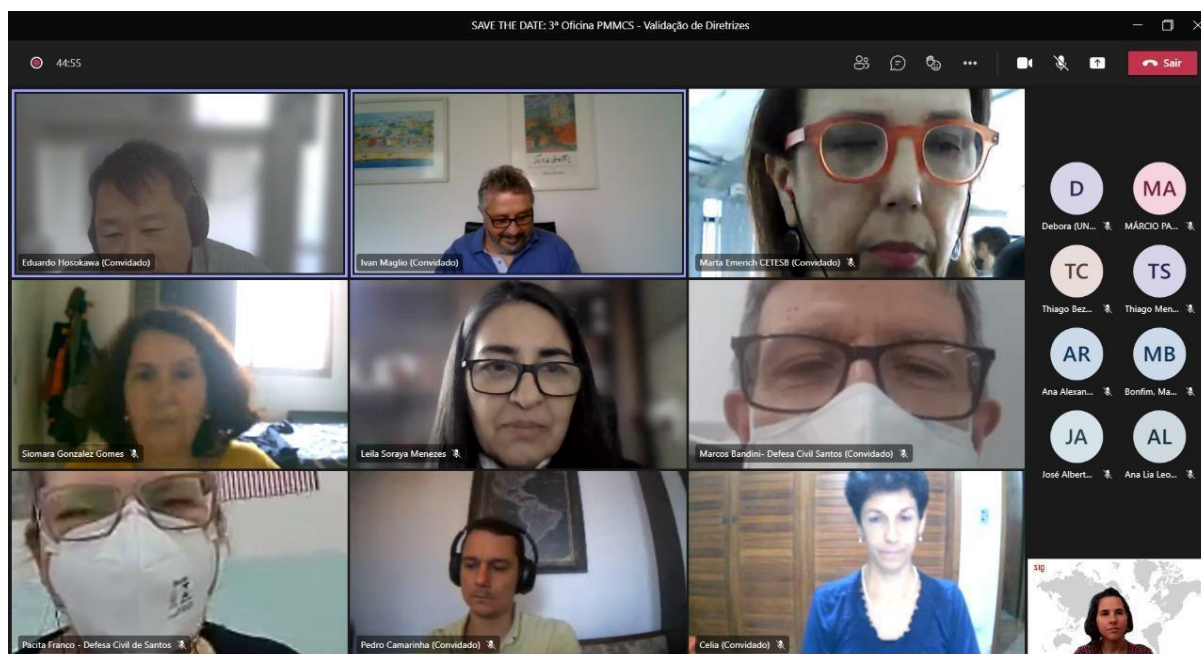 SAVE THE DATE: 3ª Oficina PMMCS - Validação de Diretrizes
44:55
Sair
Eduardo Hosokawa (Convidado)
Ivan Maglio (Convidado)
Marta Emerich CETESB (Convidado)
D
MA
Debora (UN...
MÁRCIO PA...
TC
TS
Thiago Bez...
Thiago Men...
Siomara Gonzalez Gomes
Leila Soraya Menezes
Marcos Bandini- Defesa Civil Santos (Convidado)
AR
MB
Ana Alexan...
Bonfim. Ma...
JA
AL
José Albert...
Ana Lia Leo...
Pacita Franco - Defesa Civil de Santos
Pedro Camarinha (Convidado)
Celia (Convidado)